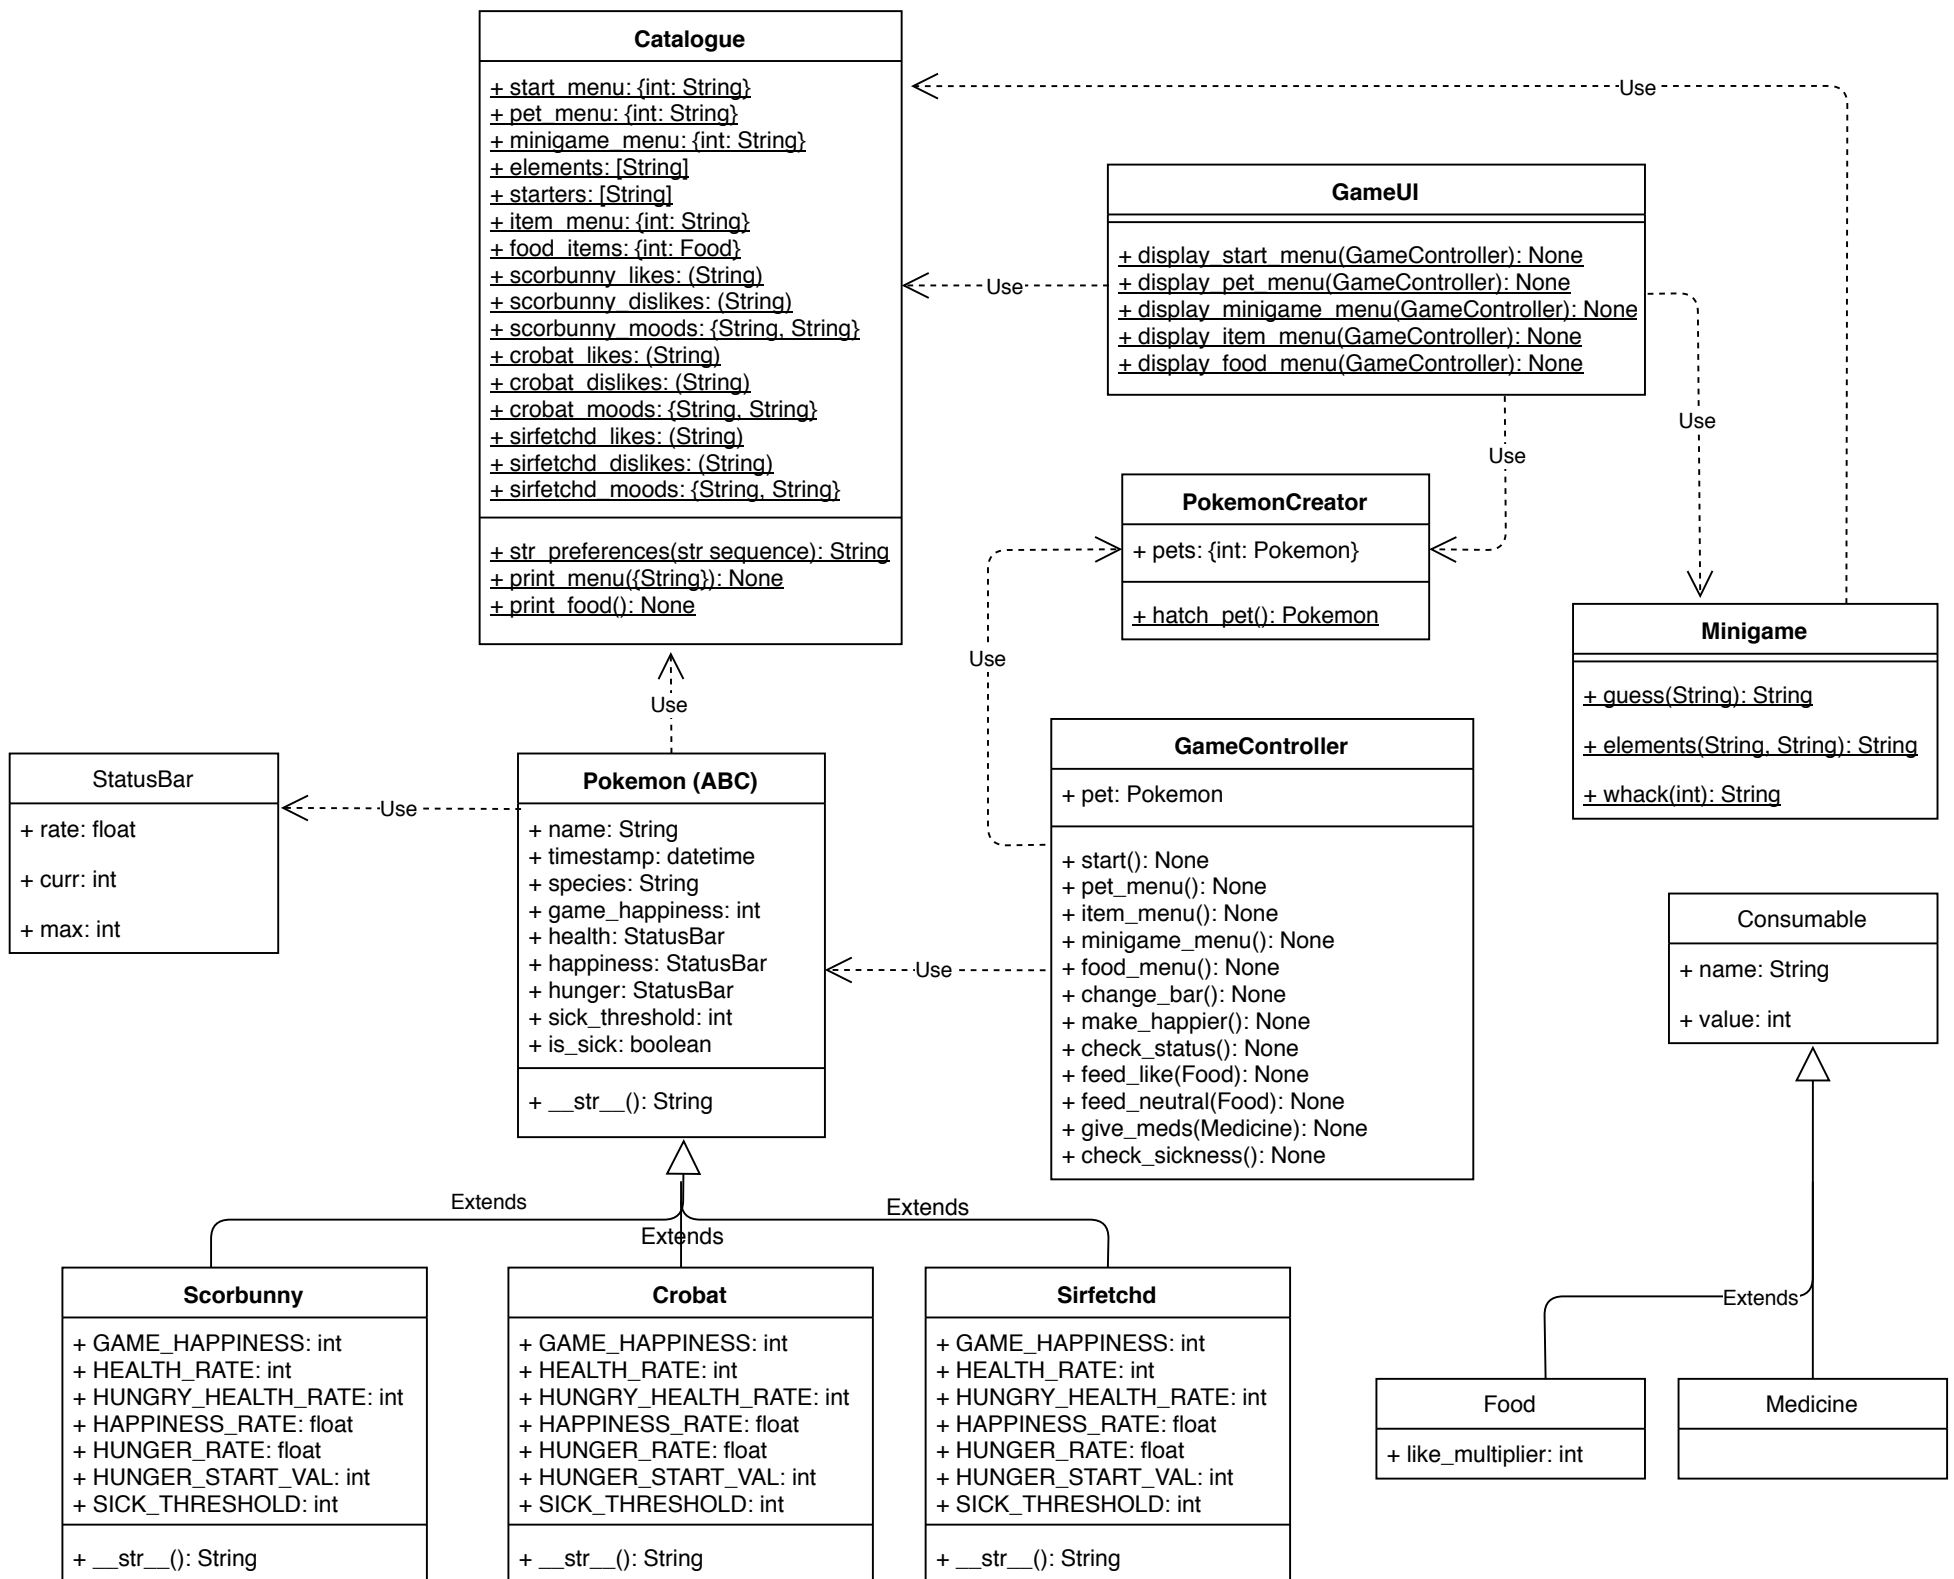 Catalogue
+ start_menu: {int: String}
+ pet_menu: {int: String}
+ minigame_menu: {int: String}
+ elements: [String]
+ starters: [String]
+ item_menu: {int: String}
+ food_items: {int: Food}
+ scorbunny_likes: (String)
+ scorbunny_dislikes: (String)
+ scorbunny_moods: {String, String}
+ crobat_likes: (String)
+ crobat_dislikes: (String)
+ crobat_moods: {String, String}
+ sirfetchd_likes: (String)
+ sirfetchd_dislikes: (String)
+ sirfetchd_moods: {String, String}
+ str_preferences(str sequence): String
+ print_menu({String}): None
+ print_food(): None
Use
GameUI
+ display_start_menu(GameController): None
+ display_pet_menu(GameController): None
+ display_minigame_menu(GameController): None
+ display_item_menu(GameController): None
+ display_food_menu(GameController): None
Use
Use
Use
PokemonCreator
+ pets: {int: Pokemon}
+ hatch_pet(): Pokemon
Use
Minigame
+ guess(String): String
+ elements(String, String): String
+ whack(int): String
Use
StatusBar
+ rate: float
+ curr: int
+ max: int
Use
Pokemon (ABC)
+ name: String
+ timestamp: datetime
+ species: String
+ game_happiness: int
+ health: StatusBar
+ happiness: StatusBar
+ hunger: StatusBar
+ sick_threshold: int
+ is_sick: boolean
+ __str__(): String
Use
GameController
+ pet: Pokemon
+ start(): None
+ pet_menu(): None
+ item_menu(): None
+ minigame_menu(): None
+ food_menu(): None
+ change_bar(): None
+ make_happier(): None
+ check_status(): None
+ feed_like(Food): None
+ feed_neutral(Food): None
+ give_meds(Medicine): None
+ check_sickness(): None
Consumable
+ name: String
+ value: int
Extends
Extends
Extends
Scorbunny
+ GAME_HAPPINESS: int
+ HEALTH_RATE: int
+ HUNGRY_HEALTH_RATE: int
+ HAPPINESS_RATE: float
+ HUNGER_RATE: float
+ HUNGER_START_VAL: int
+ SICK_THRESHOLD: int
+ __str__(): String
Crobat
+ GAME_HAPPINESS: int
+ HEALTH_RATE: int
+ HUNGRY_HEALTH_RATE: int
+ HAPPINESS_RATE: float
+ HUNGER_RATE: float
+ HUNGER_START_VAL: int
+ SICK_THRESHOLD: int
+ __str__(): String
Sirfetchd
+ GAME_HAPPINESS: int
+ HEALTH_RATE: int
+ HUNGRY_HEALTH_RATE: int
+ HAPPINESS_RATE: float
+ HUNGER_RATE: float
+ HUNGER_START_VAL: int
+ SICK_THRESHOLD: int
+ __str__(): String
Extends
Food
+ like_multiplier: int
Medicine